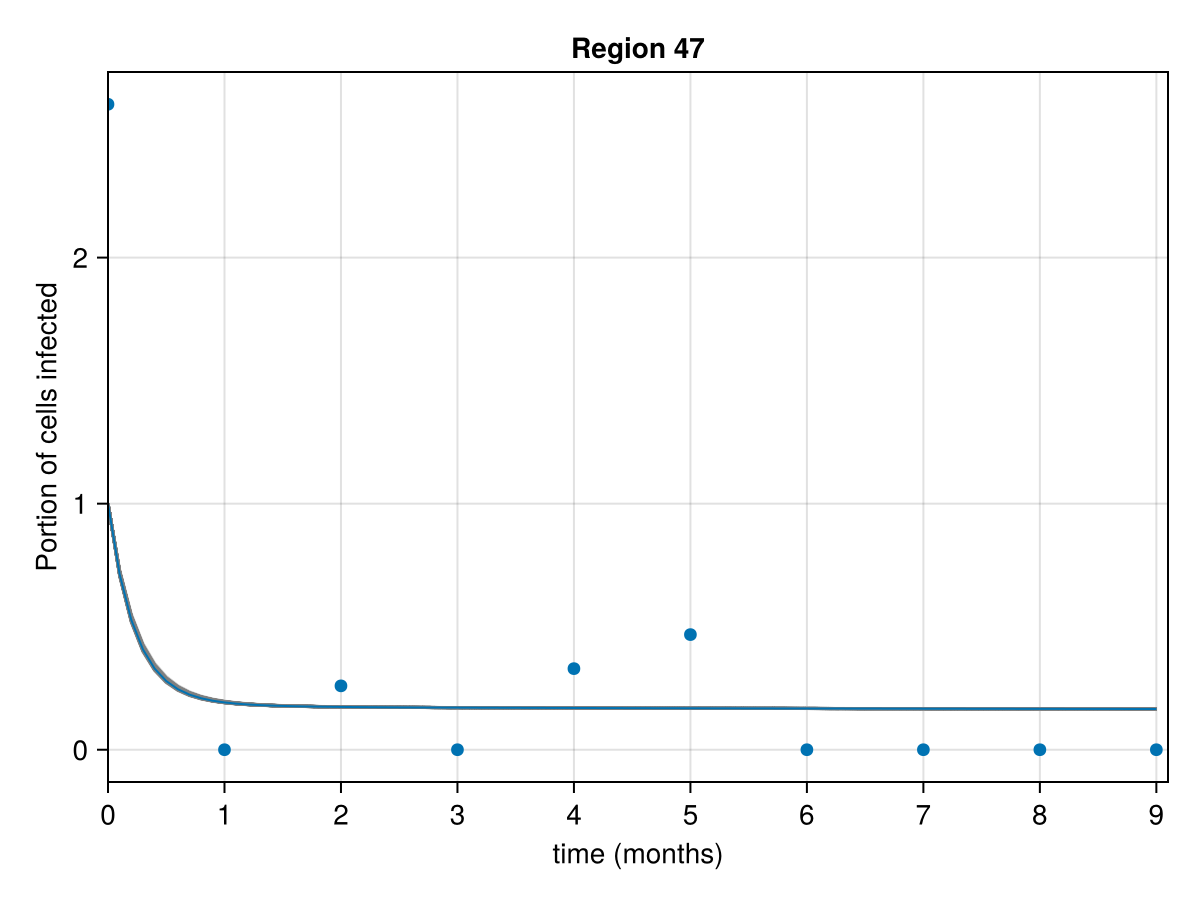 Region 47
Portion of cells infected
2
1
0
0 1 2 3 4 5 6 7 8 9
time (months)